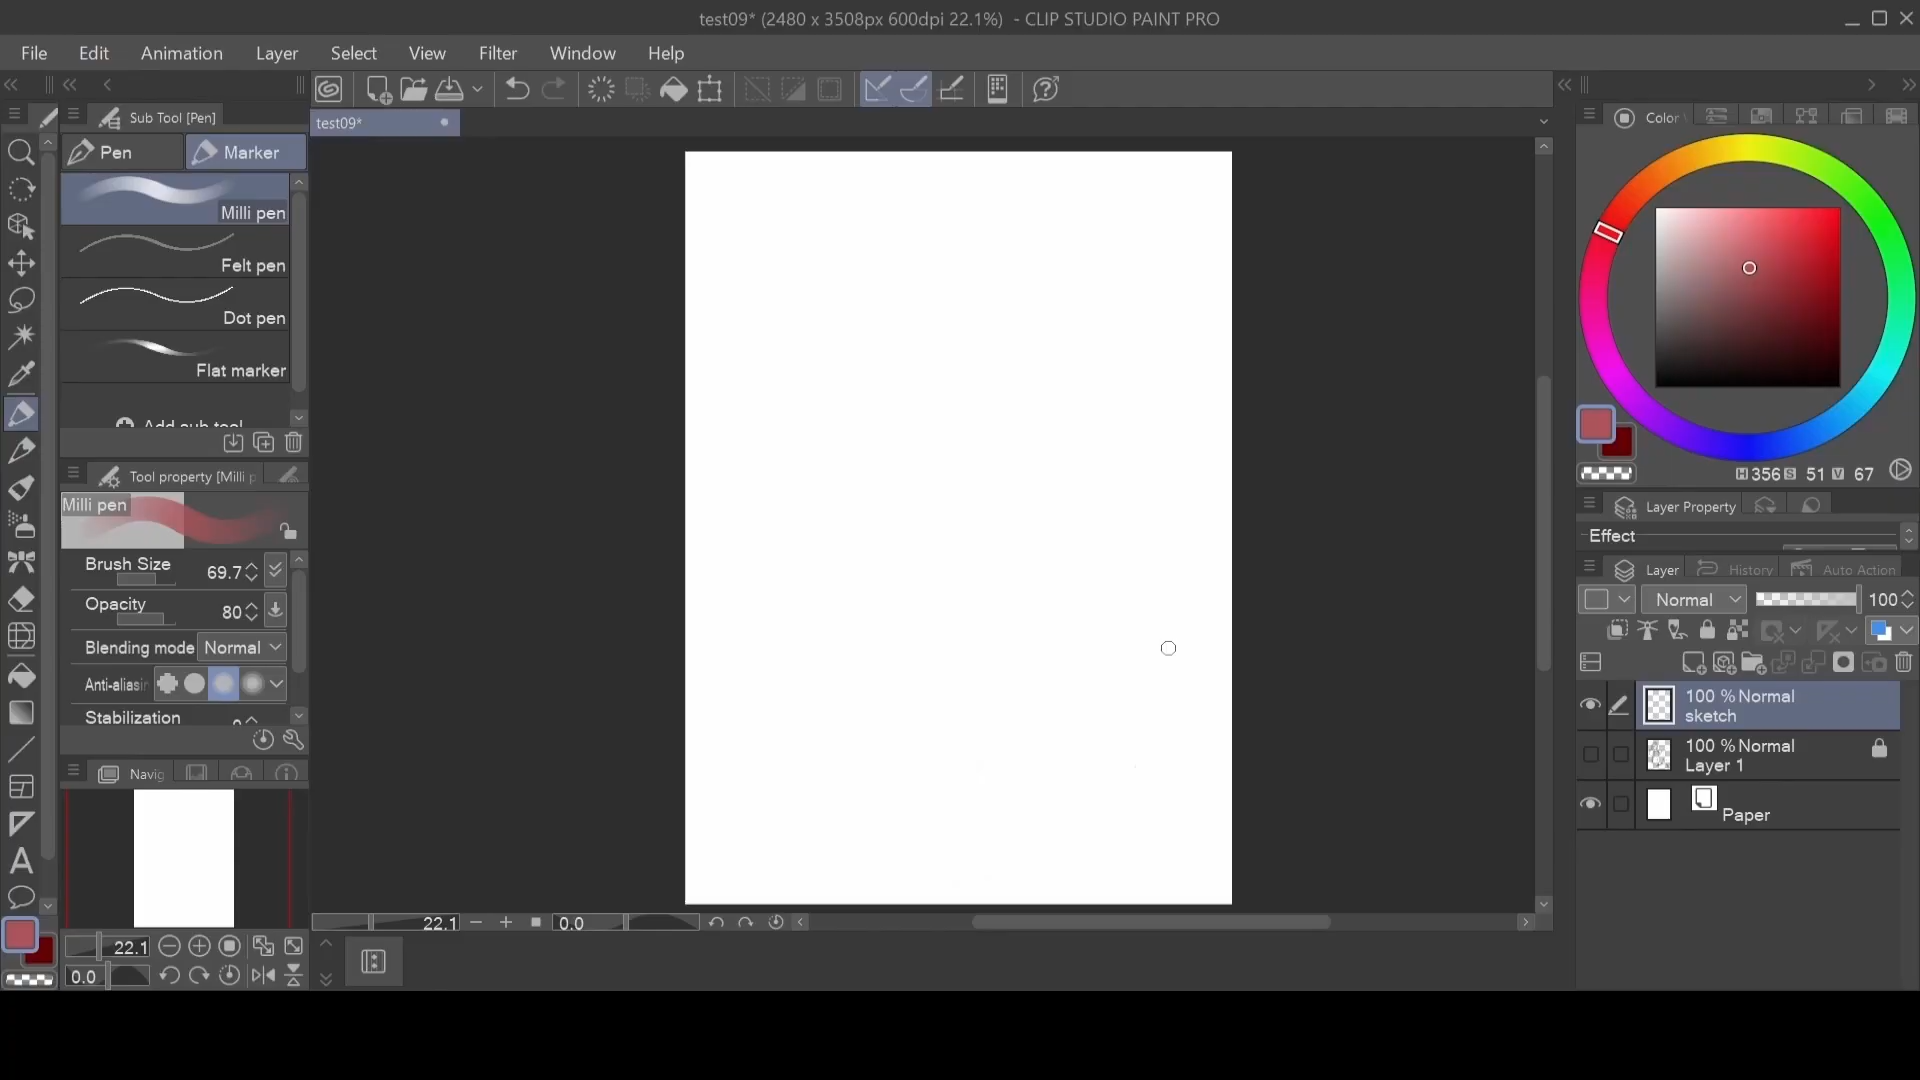 test09* (2480 x 3508px 600dpi 22.1%) - CLIP STUDIO PAINT PRO
File Edit Animation Layer Select View Filter Window Help
Sub Tool [Pen]
test09*
Color
Pen Marker
Milli pen
Felt pen
Dot pen
Flat marker
Add sub tool
Tool property [Milli p
Milli pen
Brush Size 69.7
Opacity 80
Blending mode Normal
Anti-aliasin
Stabilization
Navig
22.1
0.0
22.1 0.0
H 356 S 51 V 67
Layer Property
Effect
Layer History Auto Action
Normal 100
100 % Normal
sketch
100 % Normal
Layer 1
Paper